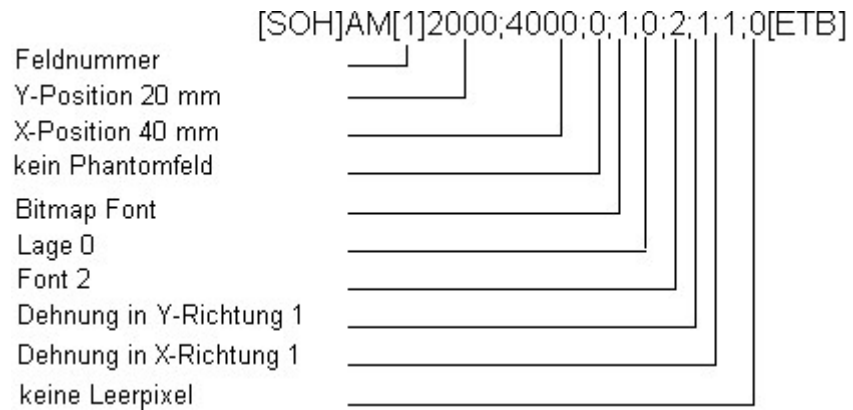 [SOH]AM[1]2000;4000;0;1;0;2;1;1;0[ETB]
Feldnummer
Y-Position 20 mm
X-Position 40 mm
kein Phantomfeld
Bitmap Font
Lage 0
Font 2
Dehnung in Y-Richtung 1
Dehnung in X-Richtung 1
keine Leerpixel